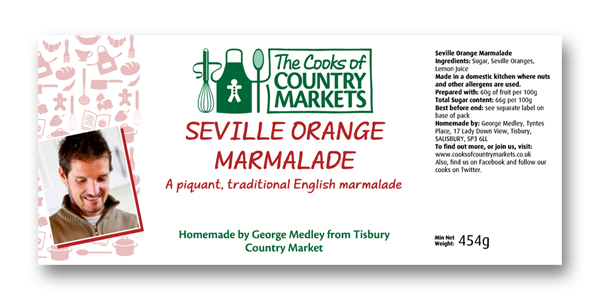 The Cooks of
COUNTRY
MARKETS
SEVILLE ORANGE
MARMALADE
A piquant, traditional English marmalade
Homemade by George Medley from Tisbury
Country Market
Seville Orange Marmalade
Ingredients: Sugar, Seville Oranges,
Lemon Juice
Made in a domestic kitchen where nuts
and other allergens are used.
Prepared with: 60g of fruit per 100g
Total Sugar content: 66g per 100g
Best before end: see separate label on
base of pack
Homemade by: George Medley, Tyntes
Place, 17 Lady Down View, Tisbury,
SALISBURY, SP3 6LL
To find out more, or join us, visit:
www.cooksofcountrymarkets.co.uk
Also, find us on Facebook and follow our
cooks on Twitter.
Min Net
Weight: 454g